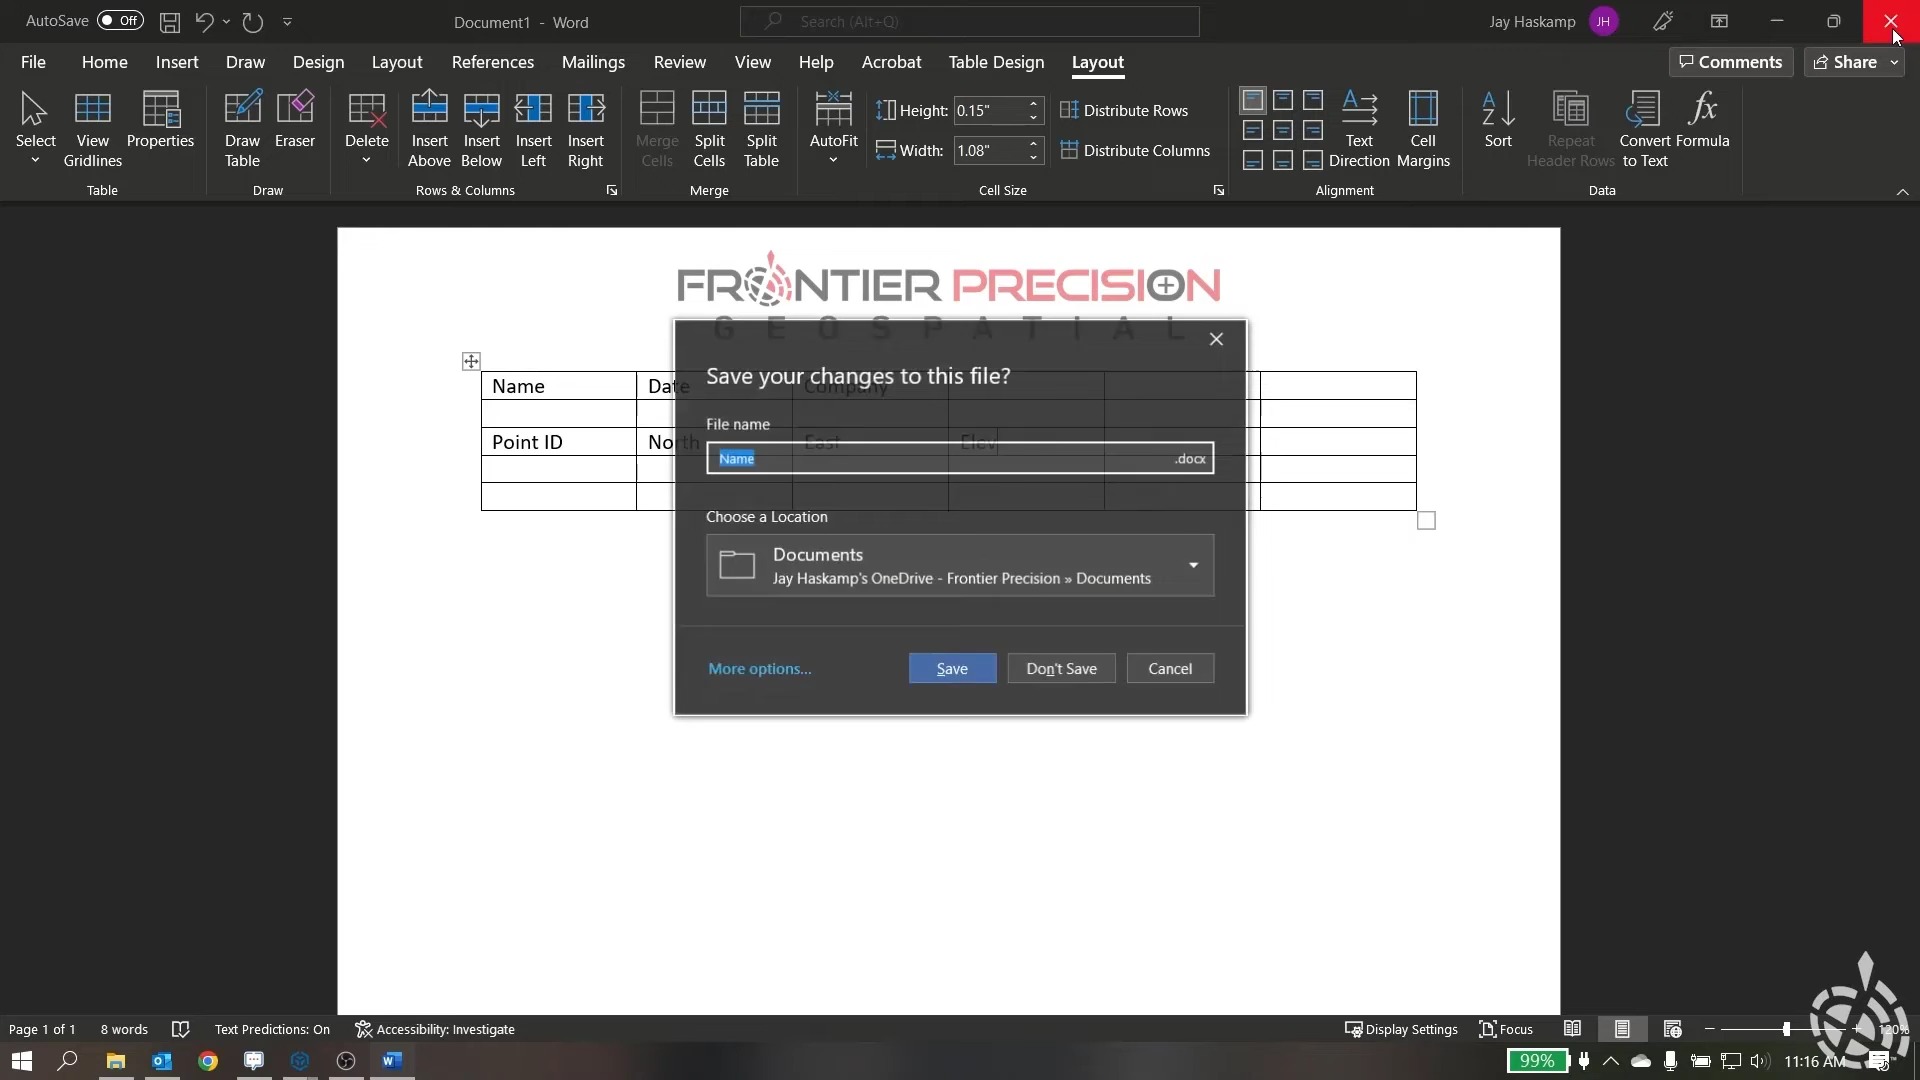 AutoSave Off Document1 - Word Search (Alt+Q) Jay Haskamp JH
File Home Insert Draw Design Layout References Mailings Review View Help Acrobat Table Design Layout Comments Share
Select View Gridlines Properties Draw Table Eraser Delete Insert Above Insert Below Insert Left Insert Right Merge Cells Split Cells Split Table AutoFit Height: 0.15" Distribute Rows Text Direction Cell Margins Sort Repeat Header Rows Convert to Text Formula
Width: 1.08" Distribute Columns
Table Draw Rows & Columns Merge Cell Size Alignment Data
FRONTIER PRECISION
GEOSPATIAL
Name Date Company
Point ID North East Elev
Save your changes to this file?
File name
Name .docx
Choose a Location
Documents
Jay Haskamp's OneDrive - Frontier Precision » Documents
More options... Save Don't Save Cancel
Page 1 of 1 8 words Text Predictions: On Accessibility: Investigate Display Settings Focus 120%
99% 11:16 AM